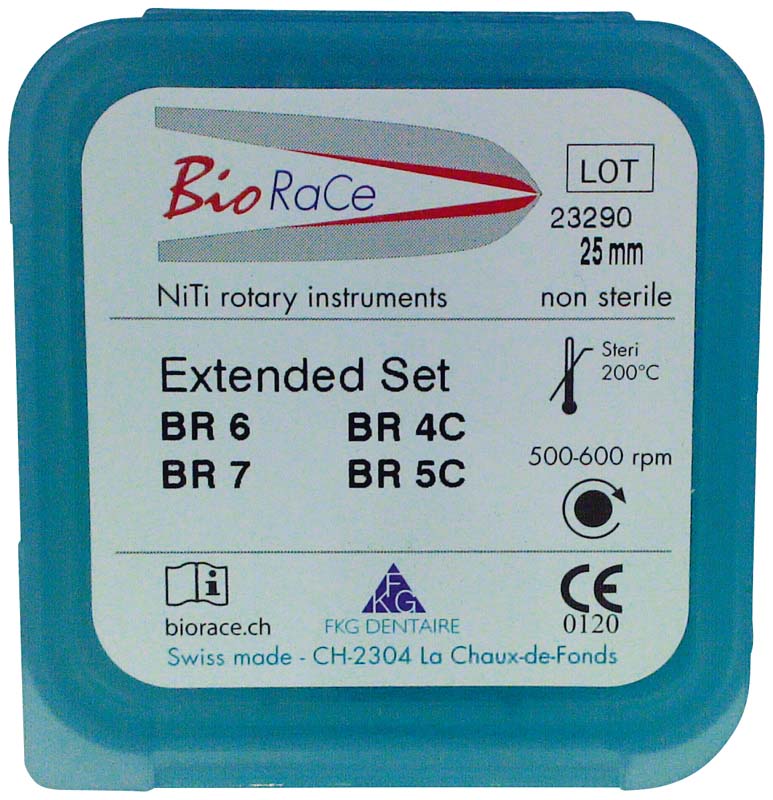 Bio RaCe
LOT
23290
25 mm
NiTi rotary instruments non sterile
Extended Set
BR 6 BR 4C
BR 7 BR 5C
Steri
200°C
500-600 rpm
i
biorace.ch
FKG
FKG DENTAIRE
CE
0120
Swiss made - CH-2304 La Chaux-de-Fonds